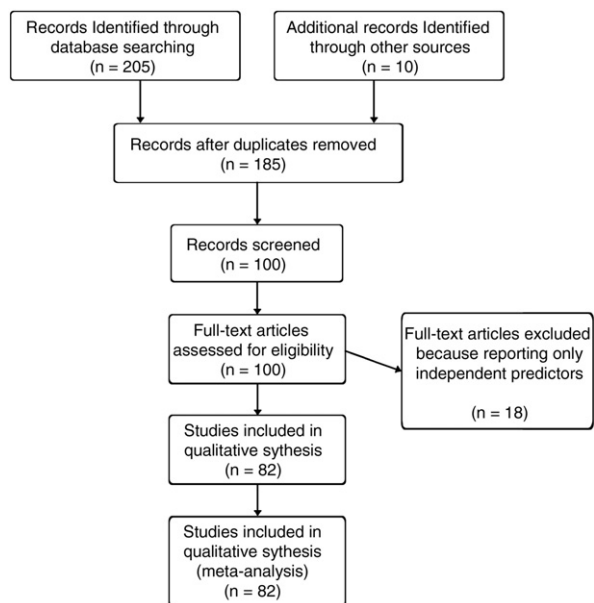 Records Identified through
database searching
(n = 205)
Additional records Identified
through other sources
(n = 10)
Records after duplicates removed
(n = 185)
Records screened
(n = 100)
Full-text articles
assessed for eligibility
(n = 100)
Full-text articles excluded
because reporting only
independent predictors
(n = 18)
Studies included in
qualitative sythesis
(n = 82)
Studies included in
qualitative sythesis
(meta-analysis)
(n = 82)